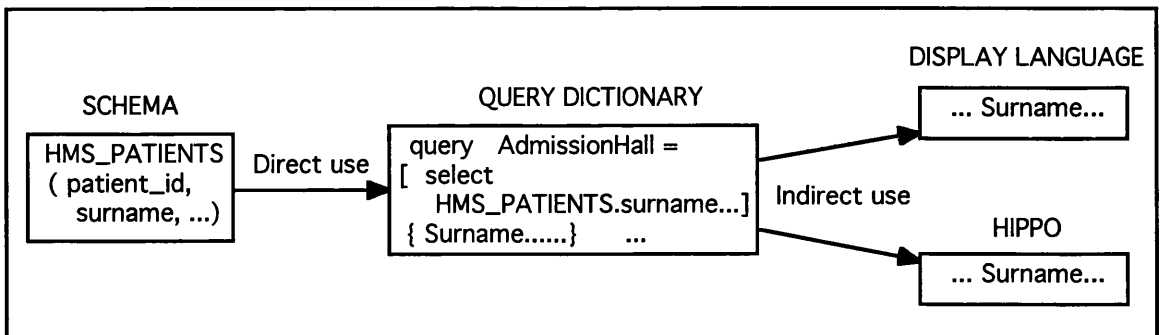 SCHEMA
HMS_PATIENTS
( patient_id,
surname, ...)
Direct use
QUERY DICTIONARY
query AdmissionHall =
[ select
HMS_PATIENTS.surname...]
{ Surname......} ...
Indirect use
DISPLAY LANGUAGE
... Surname...
HIPPO
... Surname...